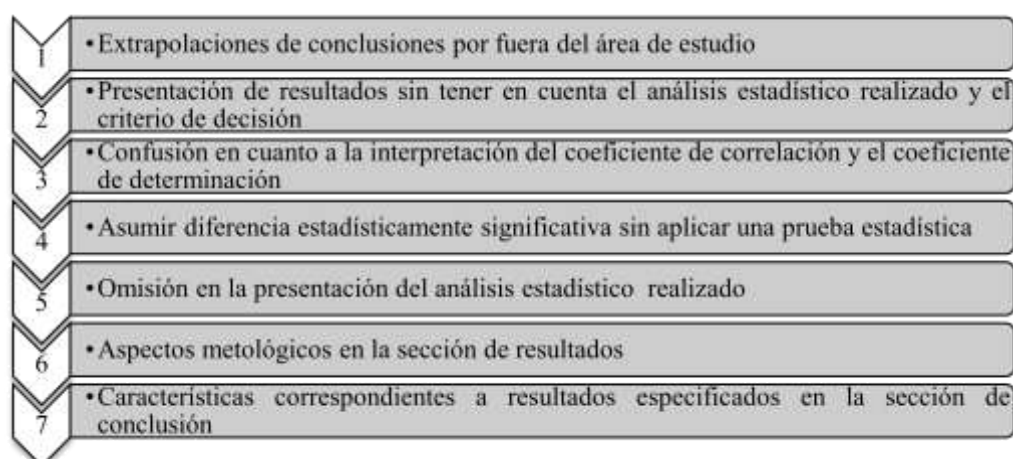 1
•Extrapolaciones de conclusiones por fuera del área de estudio
2
•Presentación de resultados sin tener en cuenta el análisis estadístico realizado y el
criterio de decisión
3
•Confusión en cuanto a la interpretación del coeficiente de correlación y el coeficiente
de determinación
4
•Asumir diferencia estadísticamente significativa sin aplicar una prueba estadística
5
•Omisión en la presentación del análisis estadístico realizado
6
•Aspectos metológicos en la sección de resultados
7
•Características correspondientes a resultados especificados en la sección de
conclusión